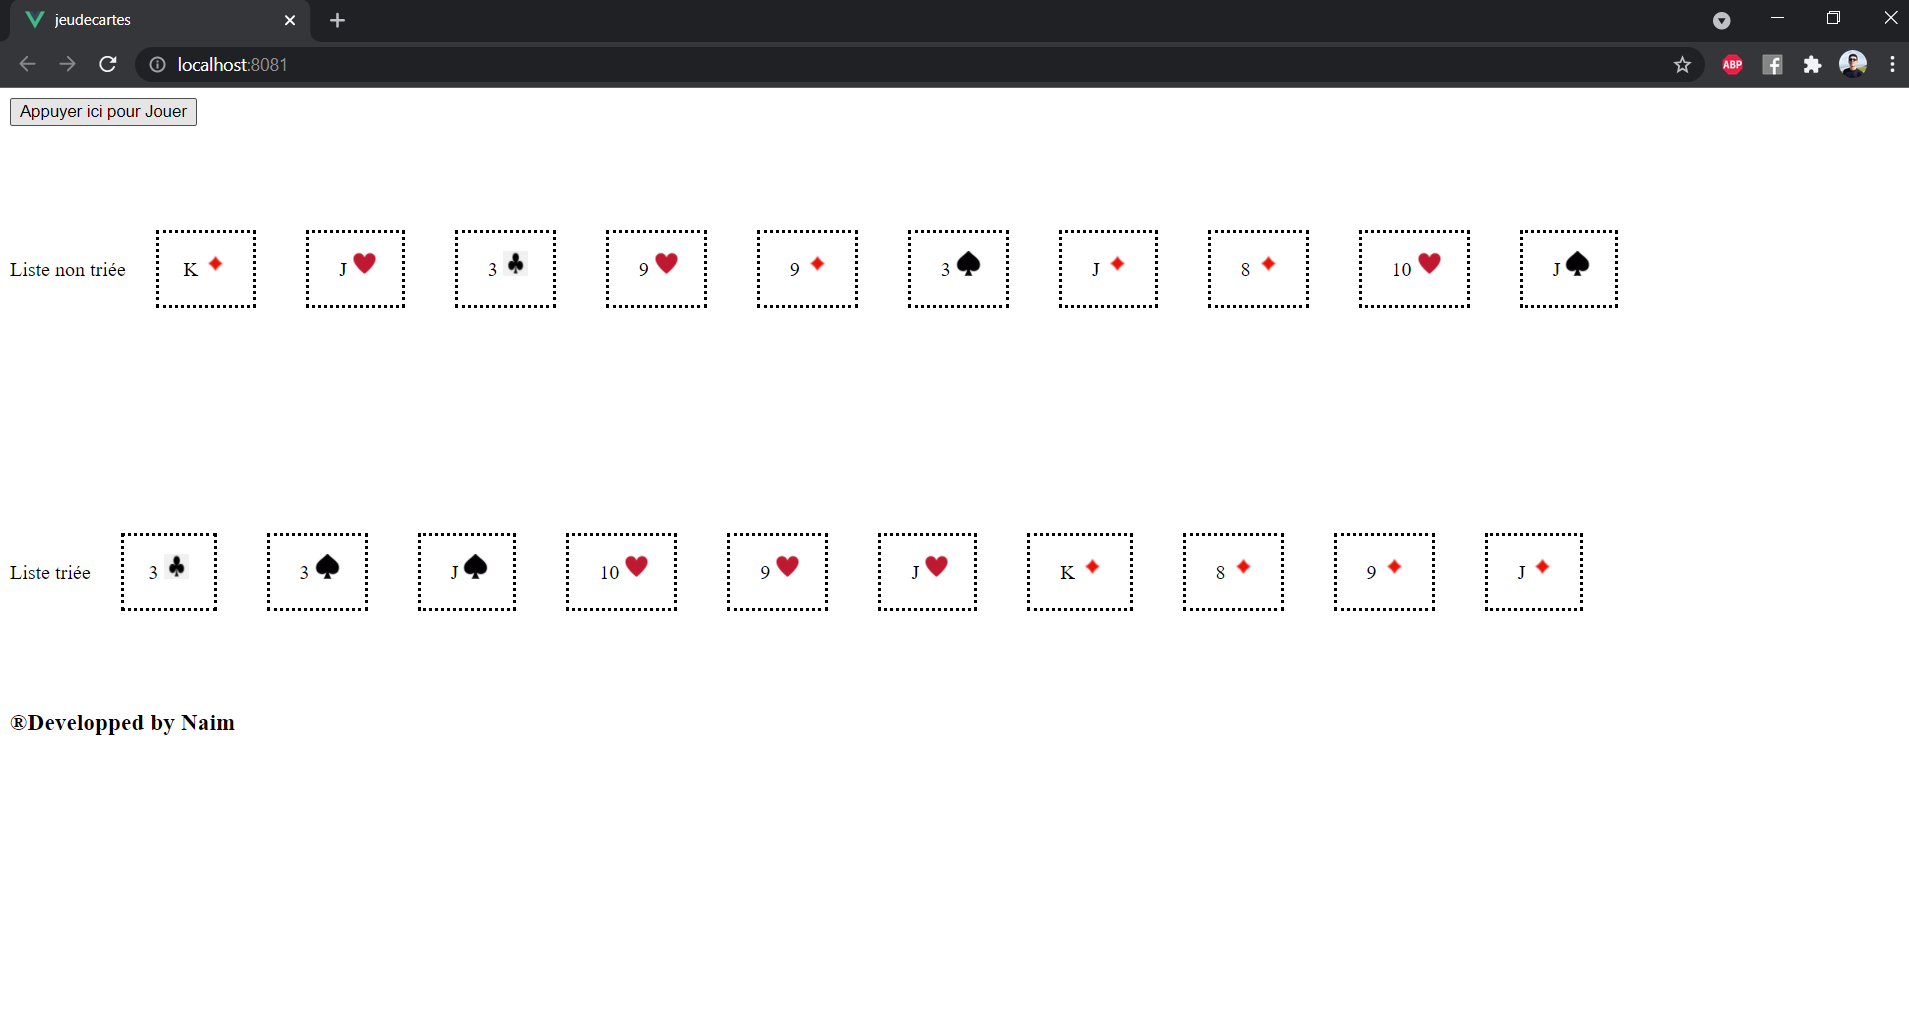 jeudecartes
localhost:8081
ABP
Appuyer ici pour Jouer
Liste non triée K ♦ J ♥ 3 ♣ 9 ♥ 9 ♦ 3 ♠ J ♦ 8 ♦ 10 ♥ J ♠
Liste triée 3 ♣ 3 ♠ J ♠ 10 ♥ 9 ♥ J ♥ K ♦ 8 ♦ 9 ♦ J ♦
®Developped by Naim